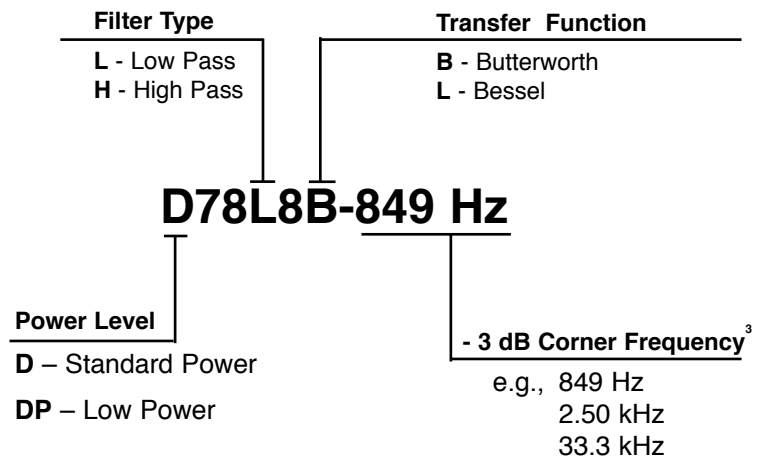 Filter Type
L - Low Pass
H - High Pass
Transfer Function
B - Butterworth
L - Bessel
D78L8B-849 Hz
Power Level
D – Standard Power
DP – Low Power
- 3 dB Corner Frequency³
e.g., 849 Hz
2.50 kHz
33.3 kHz